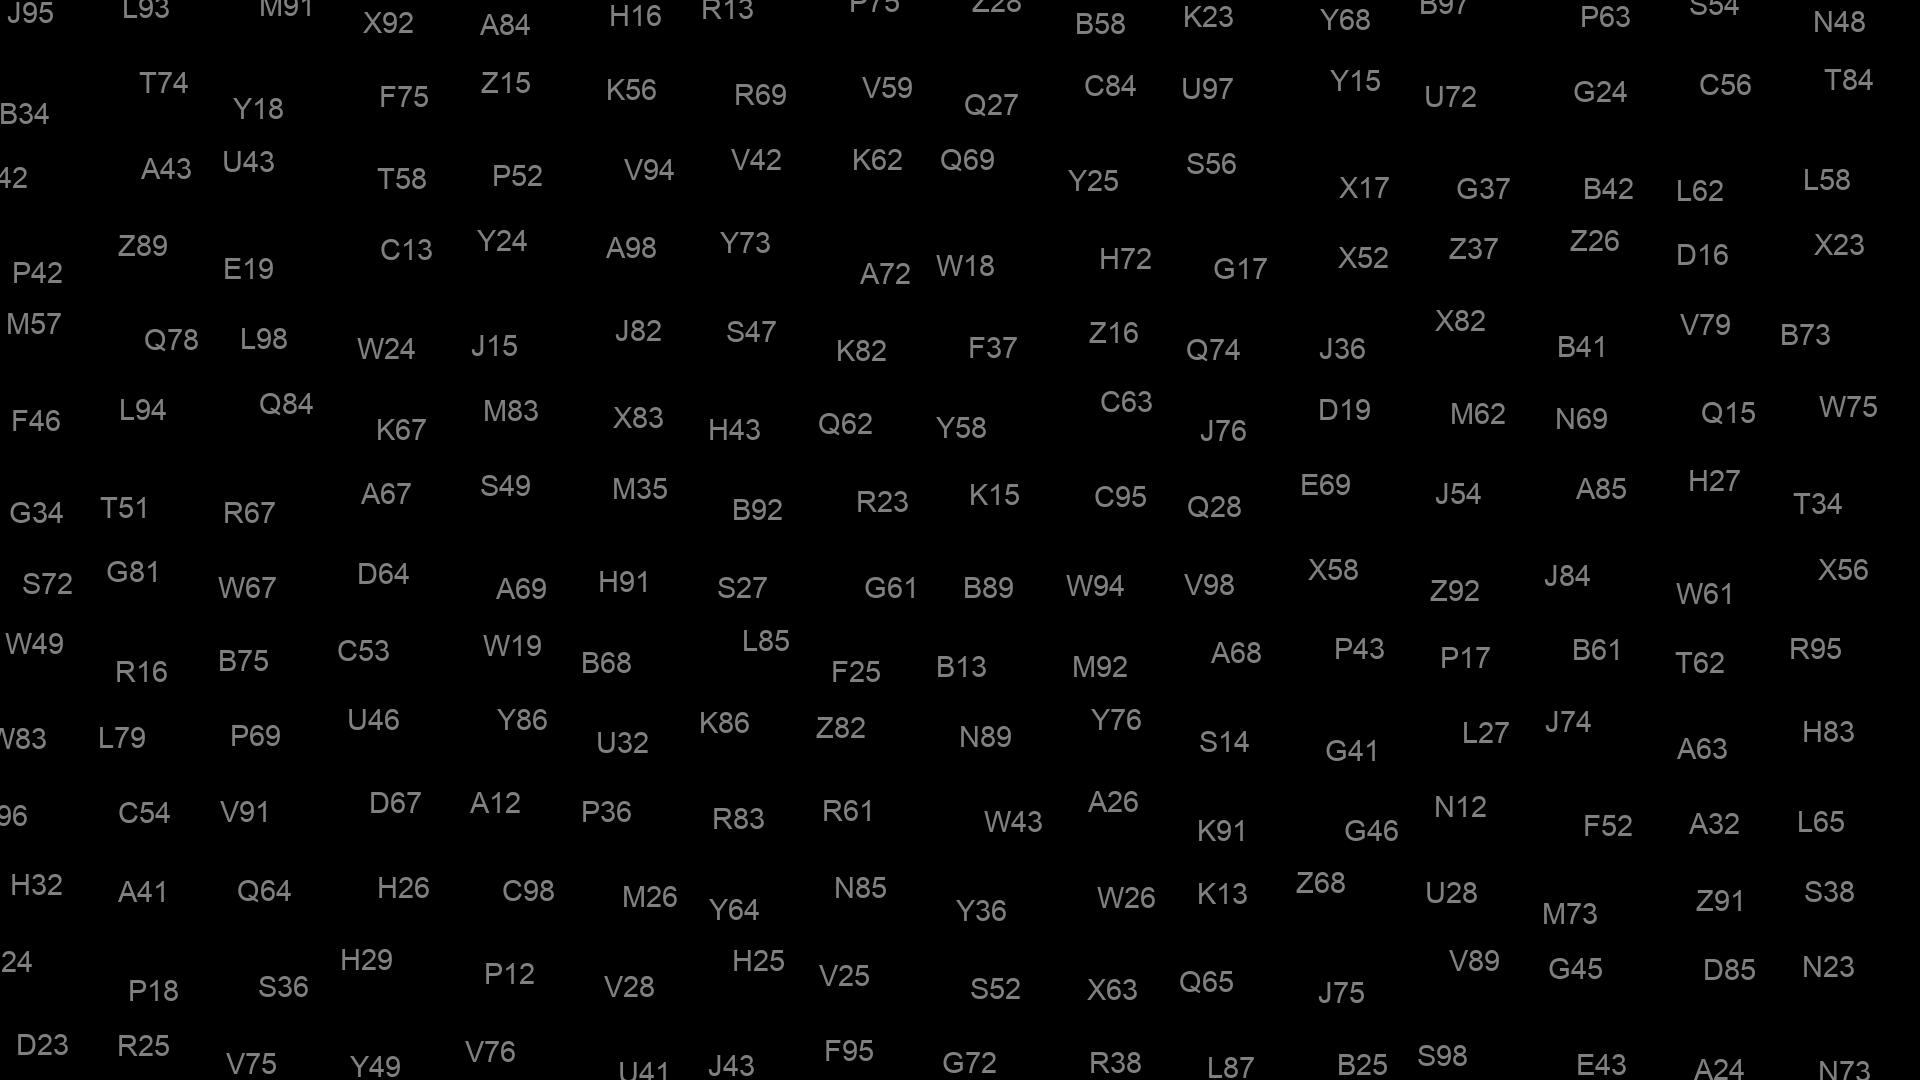 J95 L93 M91 X92 A84 H16 R13 P75 Z28 B58 K23 Y68 B97 P63 S54 N48
B34 T74 Y18 F75 Z15 K56 R69 V59 Q27 C84 U97 Y15 U72 G24 C56 T84
42 A43 U43 T58 P52 V94 V42 K62 Q69 Y25 S56 X17 G37 B42 L62 L58
P42 Z89 E19 C13 Y24 A98 Y73 A72 W18 H72 G17 X52 Z37 Z26 D16 X23
M57 Q78 L98 W24 J15 J82 S47 K82 F37 Z16 Q74 J36 X82 B41 V79 B73
F46 L94 Q84 K67 M83 X83 H43 Q62 Y58 C63 J76 D19 M62 N69 Q15 W75
G34 T51 R67 A67 S49 M35 B92 R23 K15 C95 Q28 E69 J54 A85 H27 T34
S72 G81 W67 D64 A69 H91 S27 G61 B89 W94 V98 X58 Z92 J84 W61 X56
W49 R16 B75 C53 W19 B68 L85 F25 B13 M92 A68 P43 P17 B61 T62 R95
W83 L79 P69 U46 Y86 U32 K86 Z82 N89 Y76 S14 G41 L27 J74 A63 H83
96 C54 V91 D67 A12 P36 R83 R61 W43 A26 K91 G46 N12 F52 A32 L65
H32 A41 Q64 H26 C98 M26 Y64 N85 Y36 W26 K13 Z68 U28 M73 Z91 S38
24 P18 S36 H29 P12 V28 H25 V25 S52 X63 Q65 J75 V89 G45 D85 N23
D23 R25 V75 Y49 V76 U41 J43 F95 G72 R38 L87 B25 S98 E43 A24 N73